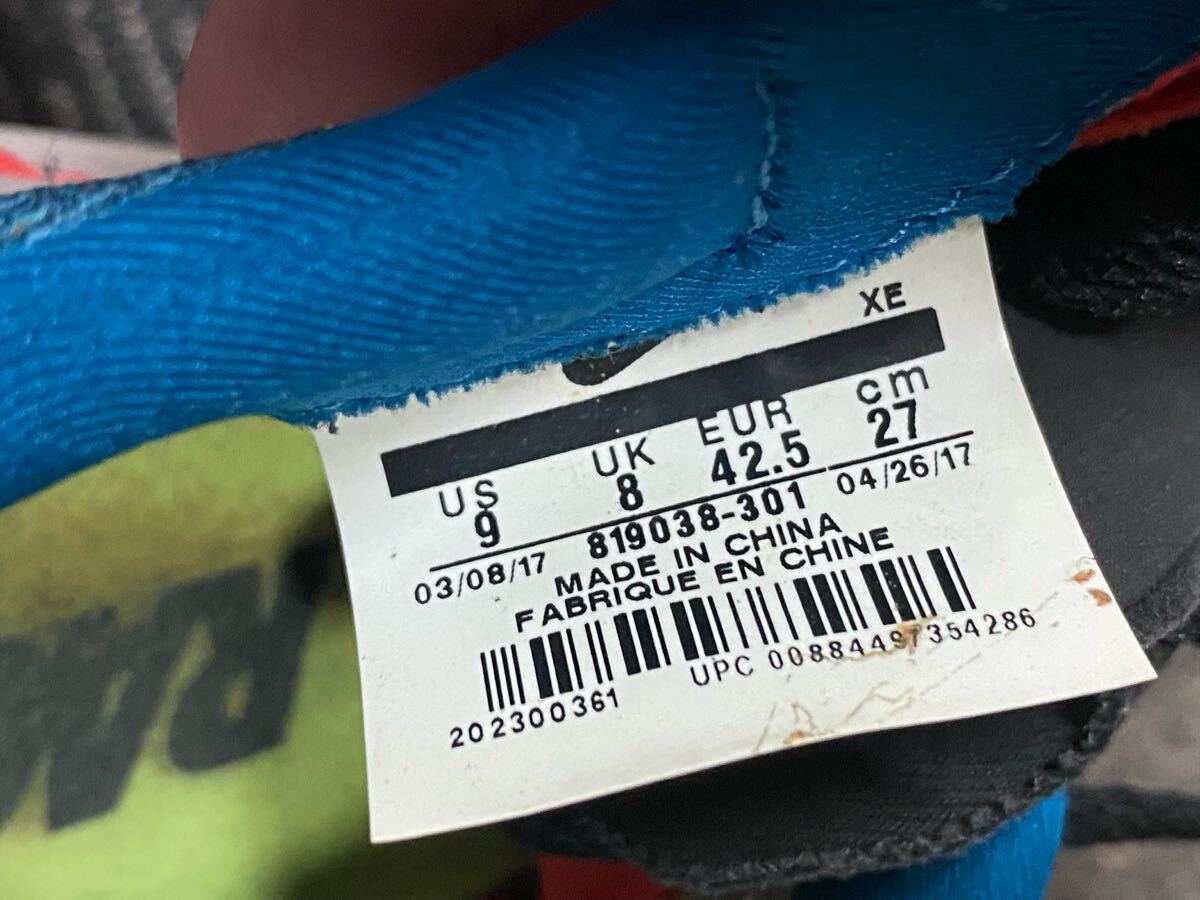 XE
US UK EUR cm
9 8 42.5 27
03/08/17 819038-301 04/26/17
MADE IN CHINA
FABRIQUE EN CHINE
202300361 UPC 00884497354286